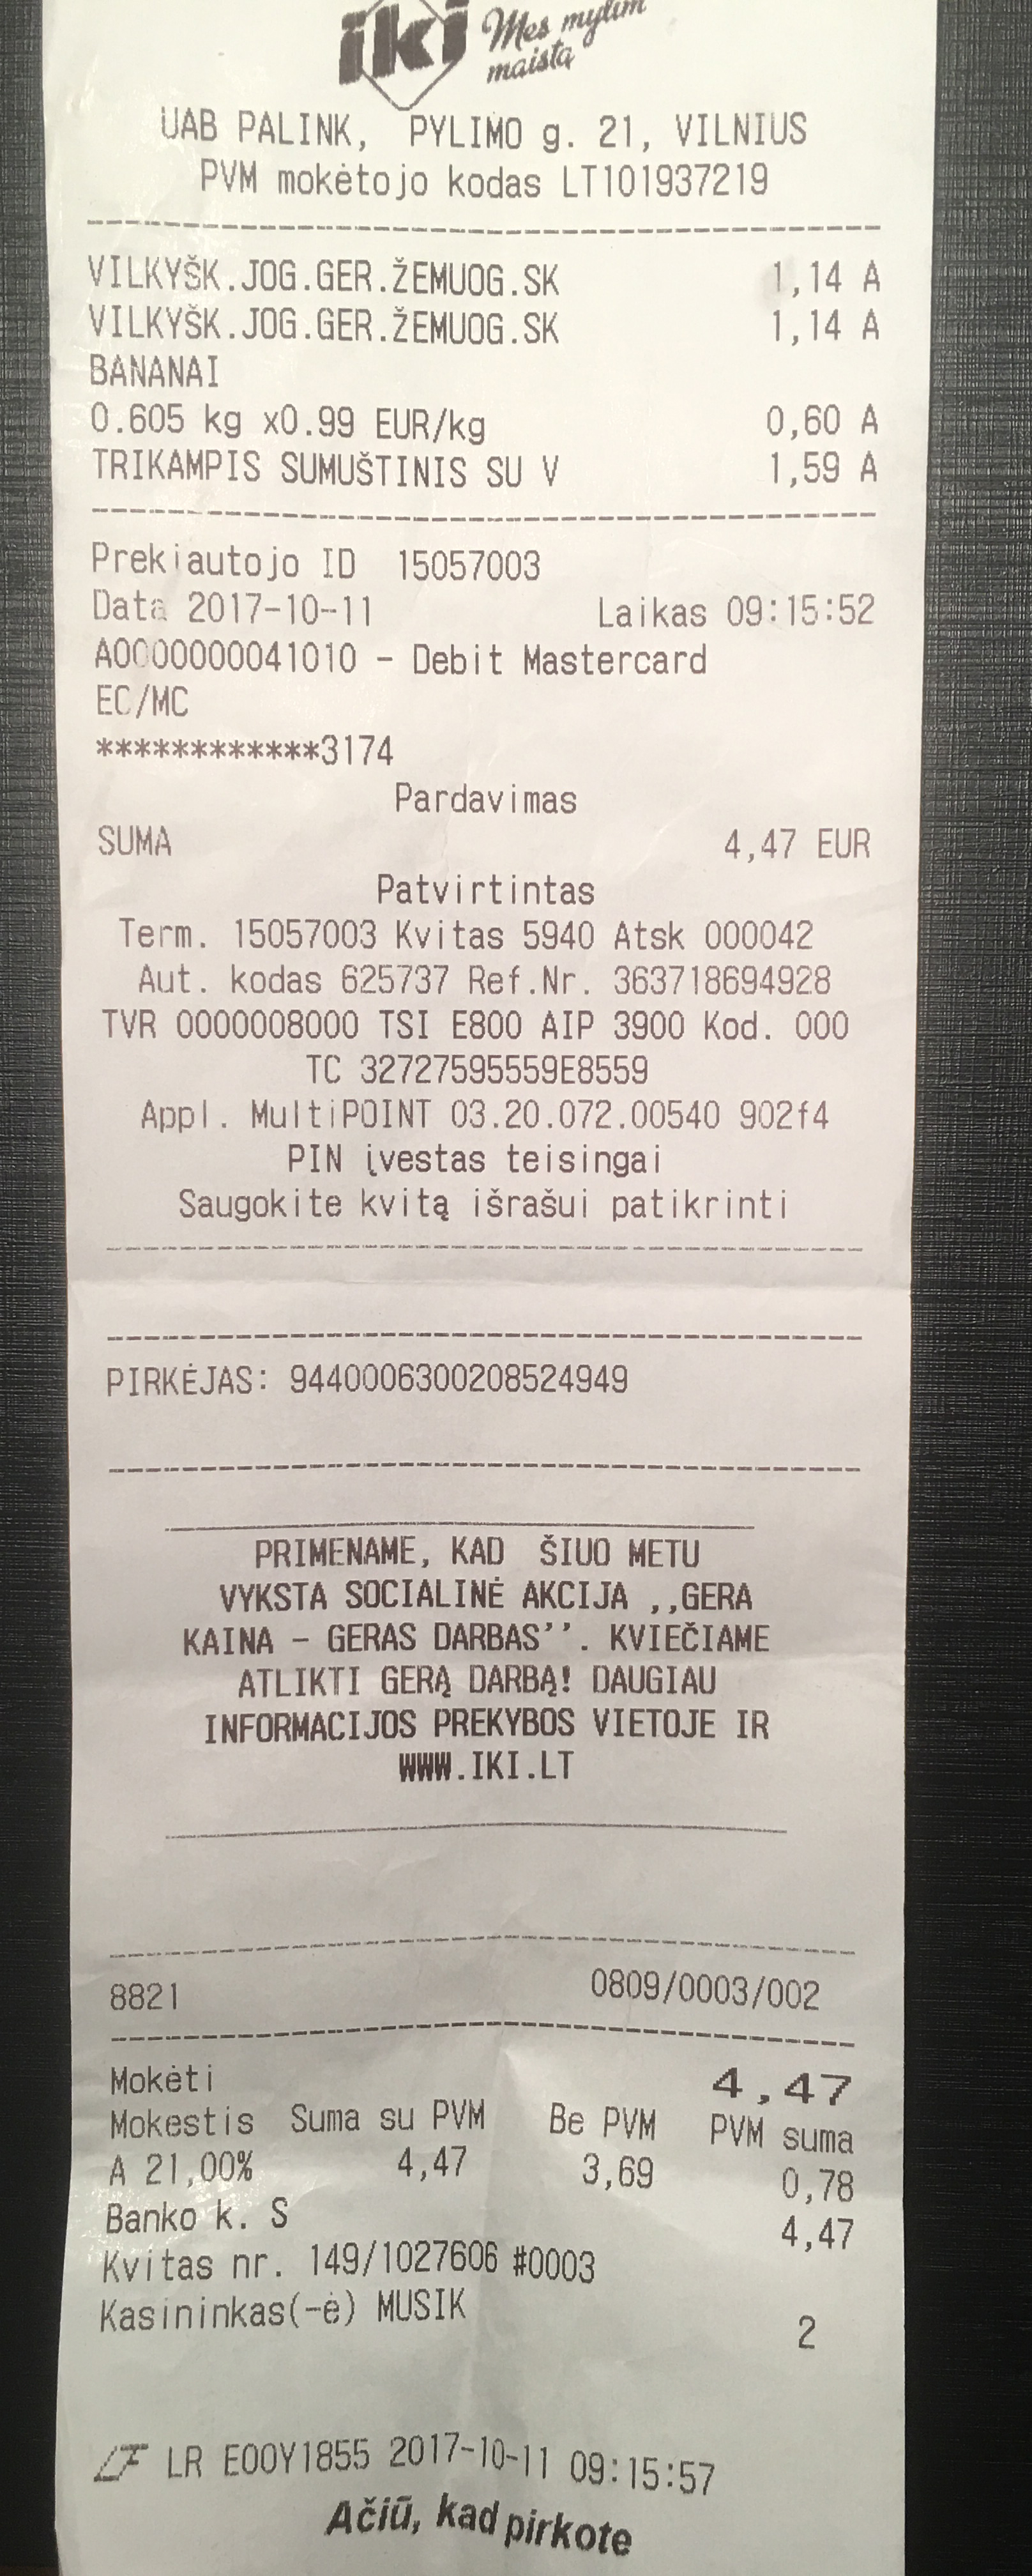 iki Mes mylim
maistą
UAB PALINK, PYLIMO g. 21, VILNIUS
PVM mokėtojo kodas LT101937219
VILKYŠK.JOG.GER.ŽEMUOG.SK 1,14 A
VILKYŠK.JOG.GER.ŽEMUOG.SK 1,14 A
BANANAI
0.605 kg x0.99 EUR/kg 0,60 A
TRIKAMPIS SUMUŠTINIS SU V 1,59 A
Prekiautojo ID 15057003
Data 2017-10-11 Laikas 09:15:52
A0000000041010 - Debit Mastercard
EC/MC
************3174
Pardavimas
SUMA 4,47 EUR
Patvirtintas
Term. 15057003 Kvitas 5940 Atsk 000042
Aut. kodas 625737 Ref.Nr. 363718694928
TVR 0000008000 TSI E800 AIP 3900 Kod. 000
TC 32727595559E8559
Appl. MultiPOINT 03.20.072.00540 902f4
PIN įvestas teisingai
Saugokite kvitą išrašui patikrinti
PIRKĖJAS: 9440006300208524949
PRIMENAME, KAD ŠIUO METU
VYKSTA SOCIALINĖ AKCIJA ,,GERA
KAINA - GERAS DARBAS’’. KVIEČIAME
ATLIKTI GERĄ DARBĄ! DAUGIAU
INFORMACIJOS PREKYBOS VIETOJE IR
WWW.IKI.LT
8821 0809/0003/002
Mokėti 4,47
Mokestis Suma su PVM Be PVM PVM suma
A 21,00% 4,47 3,69 0,78
Banko k. S 4,47
Kvitas nr. 149/1027606 #0003
Kasininkas(-ė) MUSIK 2
LF LR E00Y1855 2017-10-11 09:15:57
Ačiū, kad pirkote